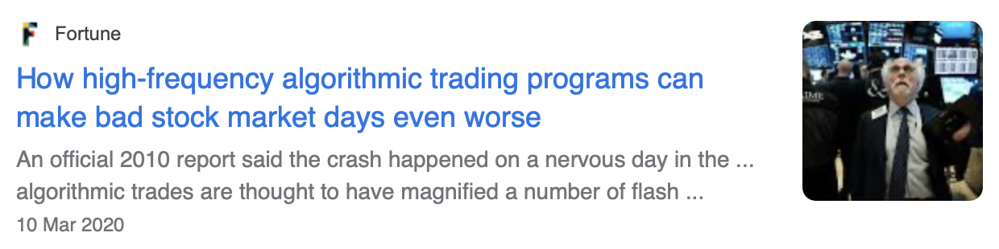 Fortune
How high-frequency algorithmic trading programs can
make bad stock market days even worse
An official 2010 report said the crash happened on a nervous day in the ...
algorithmic trades are thought to have magnified a number of flash ...
10 Mar 2020